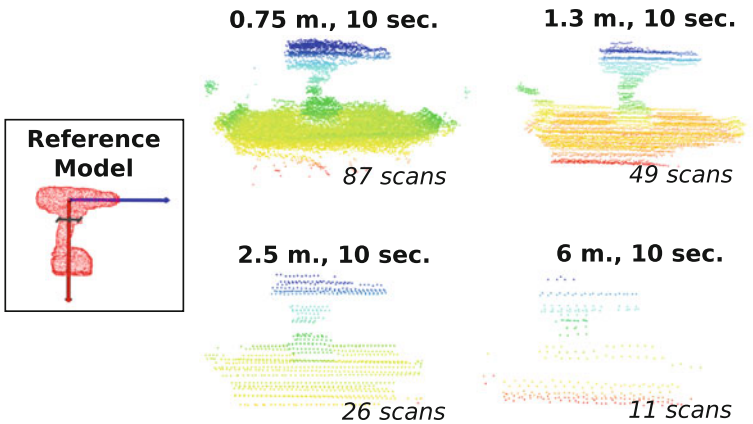 0.75 m., 10 sec.
87 scans
1.3 m., 10 sec.
49 scans
Reference
Model
2.5 m., 10 sec.
26 scans
6 m., 10 sec.
11 scans